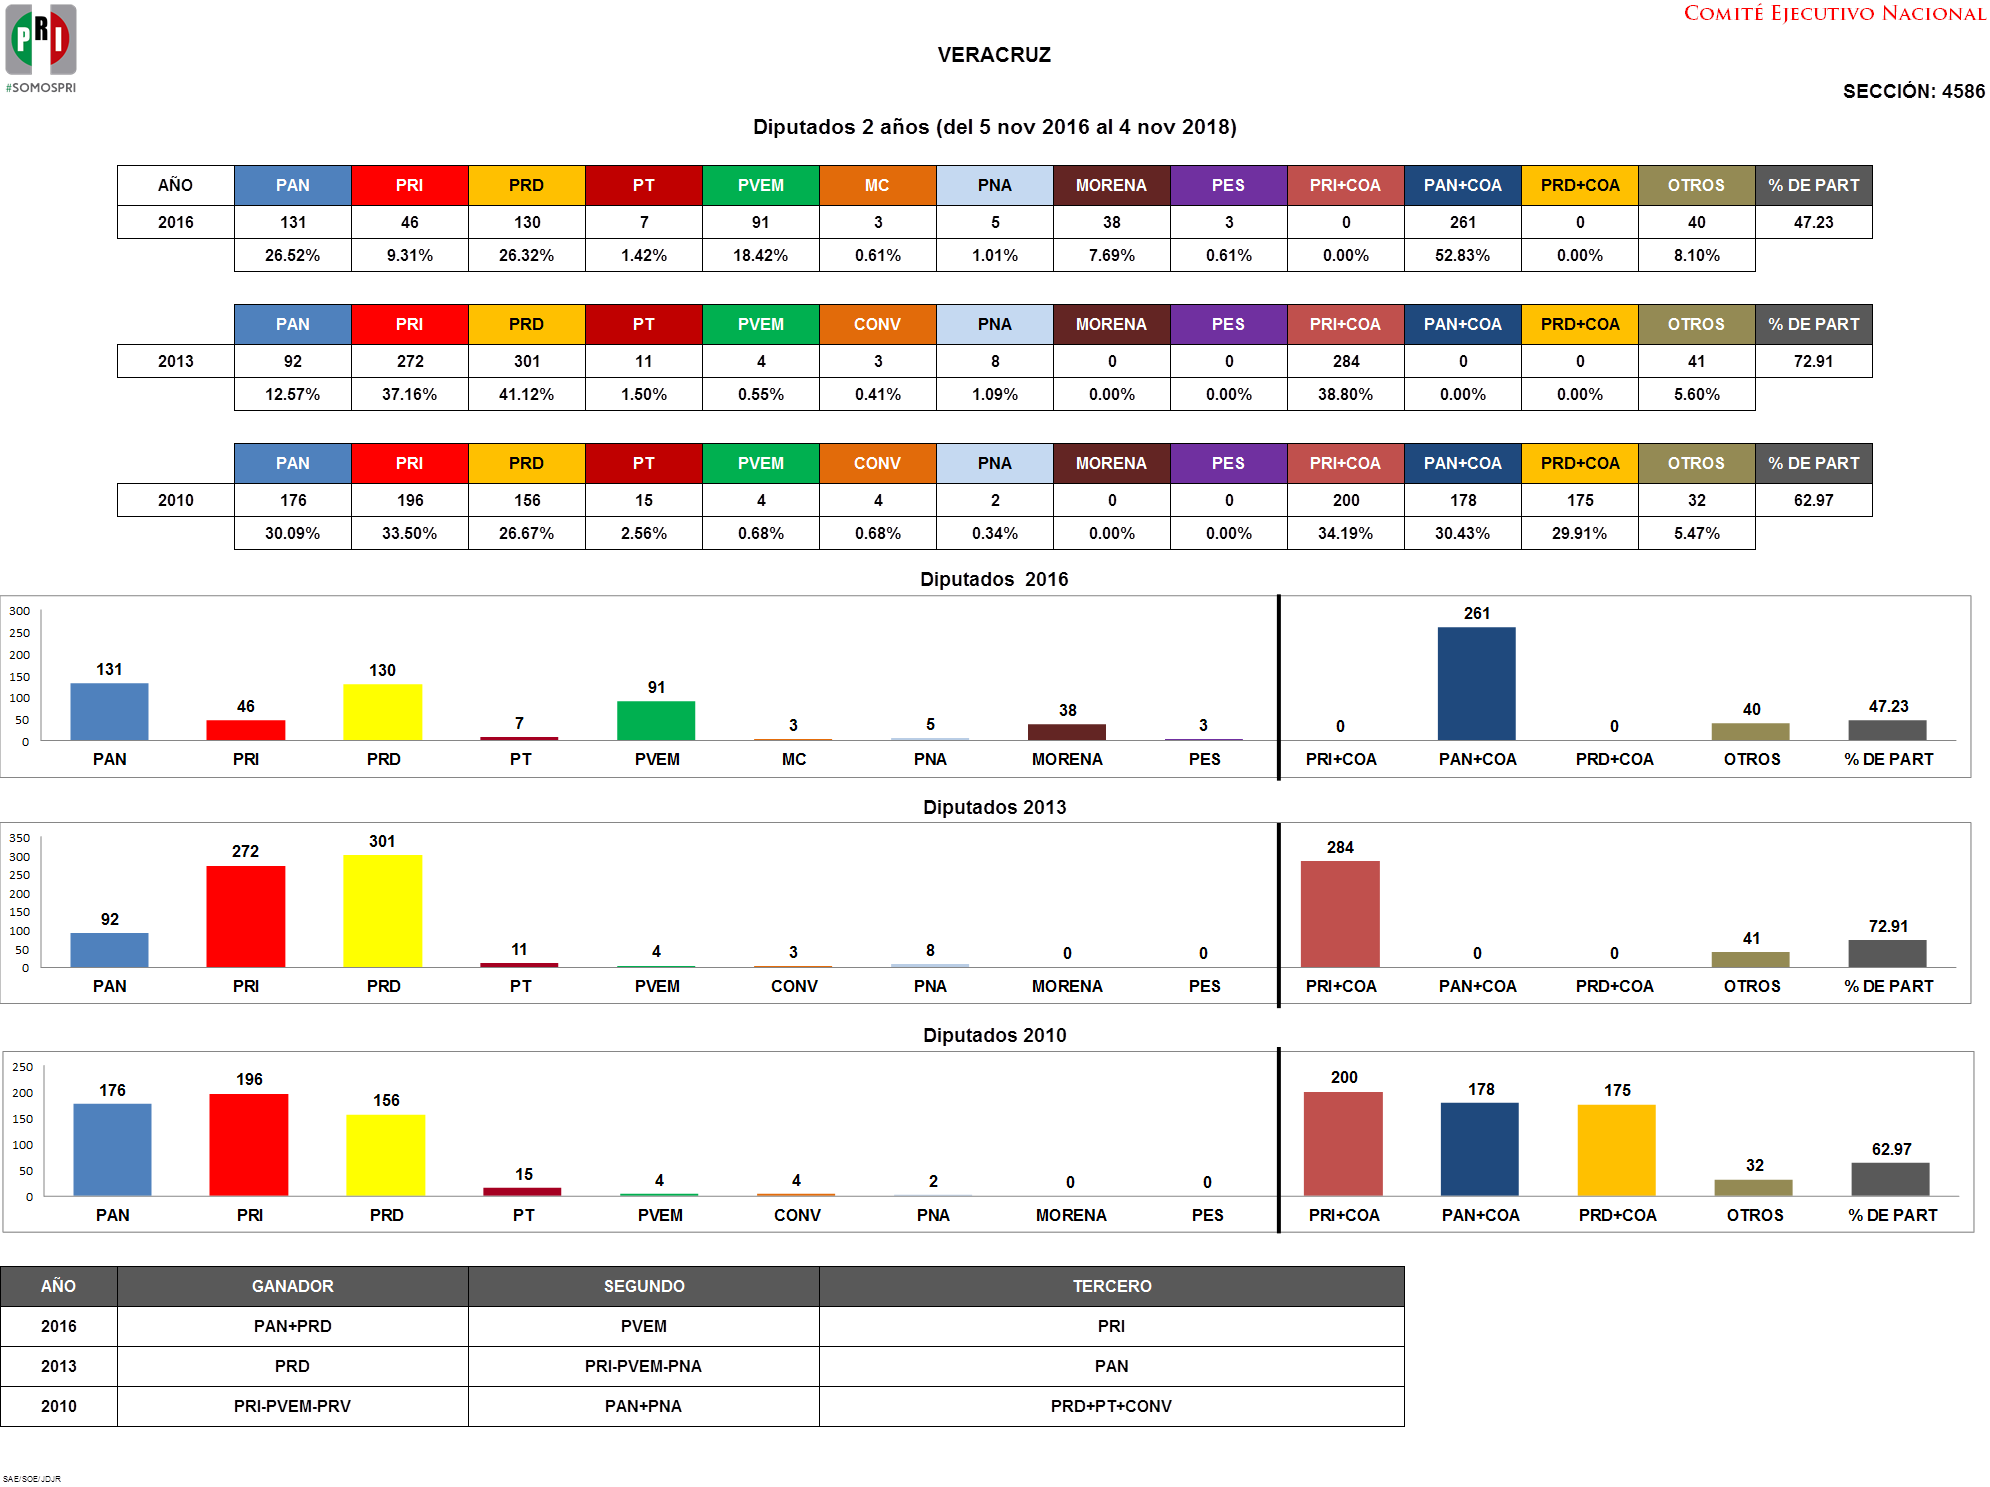 PRI
#SOMOSPRI
COMITÉ EJECUTIVO NACIONAL
VERACRUZ
SECCIÓN: 4586
Diputados 2 años (del 5 nov 2016 al 4 nov 2018)
AÑO PAN PRI PRD PT PVEM MC PNA MORENA PES PRI+COA PAN+COA PRD+COA OTROS % DE PART
2016 131 46 130 7 91 3 5 38 3 0 261 0 40 47.23
26.52% 9.31% 26.32% 1.42% 18.42% 0.61% 1.01% 7.69% 0.61% 0.00% 52.83% 0.00% 8.10%
PAN PRI PRD PT PVEM CONV PNA MORENA PES PRI+COA PAN+COA PRD+COA OTROS % DE PART
2013 92 272 301 11 4 3 8 0 0 284 0 0 41 72.91
12.57% 37.16% 41.12% 1.50% 0.55% 0.41% 1.09% 0.00% 0.00% 38.80% 0.00% 0.00% 5.60%
PAN PRI PRD PT PVEM CONV PNA MORENA PES PRI+COA PAN+COA PRD+COA OTROS % DE PART
2010 176 196 156 15 4 4 2 0 0 200 178 175 32 62.97
30.09% 33.50% 26.67% 2.56% 0.68% 0.68% 0.34% 0.00% 0.00% 34.19% 30.43% 29.91% 5.47%
Diputados 2016
300
250
200
150
100
50
0
131 46 130 7 91 3 5 38 3 0 261 0 40 47.23
PAN PRI PRD PT PVEM MC PNA MORENA PES PRI+COA PAN+COA PRD+COA OTROS % DE PART
Diputados 2013
350
300
250
200
150
100
50
0
92 272 301 11 4 3 8 0 0 284 0 0 41 72.91
PAN PRI PRD PT PVEM CONV PNA MORENA PES PRI+COA PAN+COA PRD+COA OTROS % DE PART
Diputados 2010
250
200
150
100
50
0
176 196 156 15 4 4 2 0 0 200 178 175 32 62.97
PAN PRI PRD PT PVEM CONV PNA MORENA PES PRI+COA PAN+COA PRD+COA OTROS % DE PART
AÑO GANADOR SEGUNDO TERCERO
2016 PAN+PRD PVEM PRI
2013 PRD PRI-PVEM-PNA PAN
2010 PRI-PVEM-PRV PAN+PNA PRD+PT+CONV
SAE/SOE/JDJR